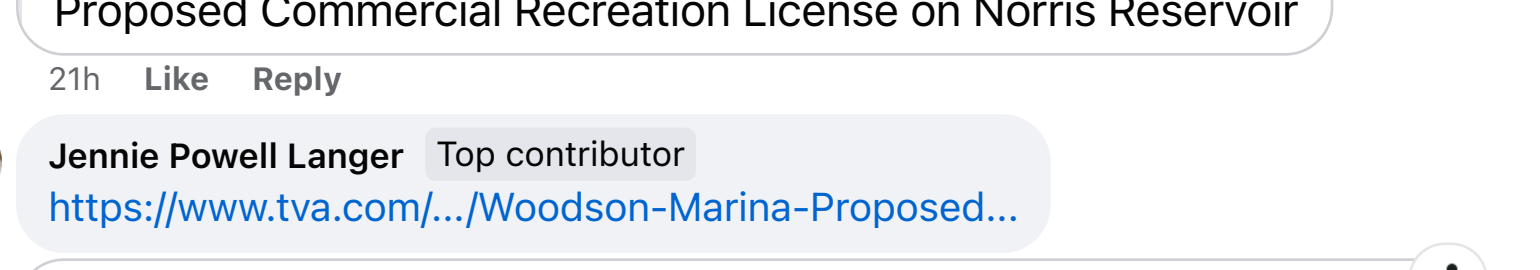 Proposed Commercial Recreation License on Norris Reservoir
21h Like Reply
Jennie Powell Langer Top contributor
https://www.tva.com/.../Woodson-Marina-Proposed...